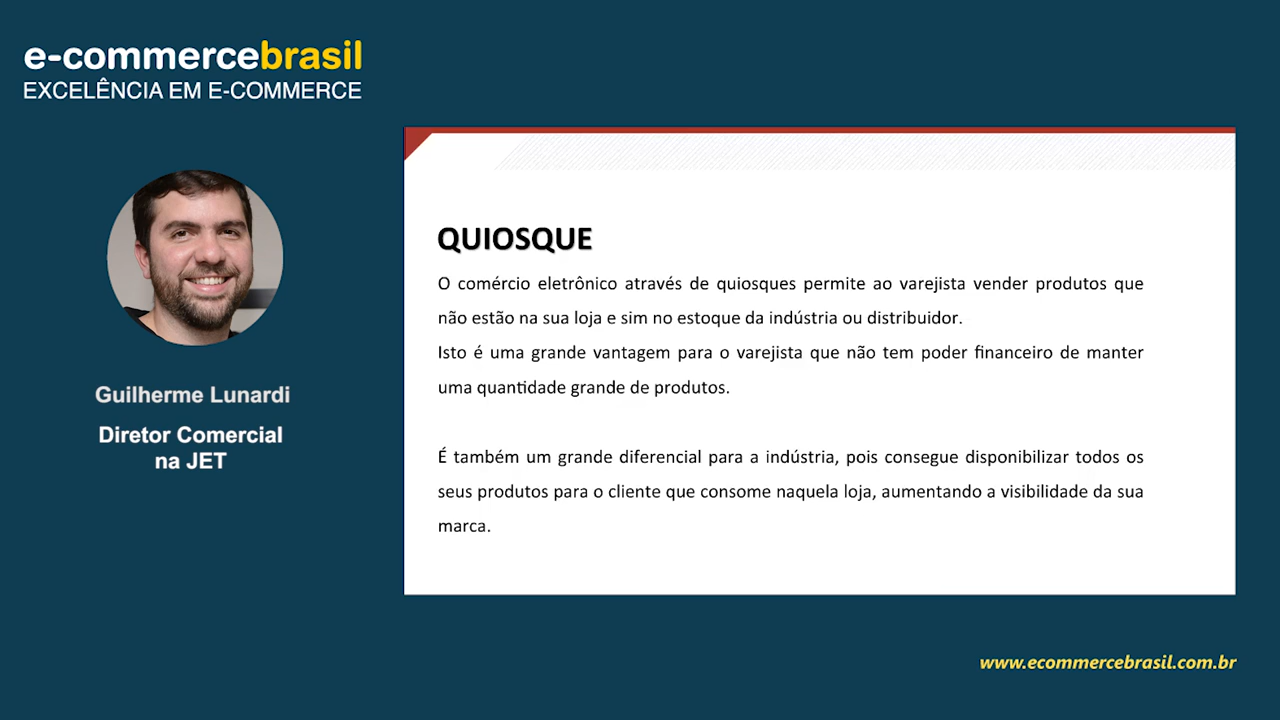 e-commercebrasil
EXCELÊNCIA EM E-COMMERCE
Guilherme Lunardi
Diretor Comercial
na JET
QUIOSQUE
O comércio eletrônico através de quiosques permite ao varejista vender produtos que
não estão na sua loja e sim no estoque da indústria ou distribuidor.
Isto é uma grande vantagem para o varejista que não tem poder financeiro de manter
uma quantidade grande de produtos.
É também um grande diferencial para a indústria, pois consegue disponibilizar todos os
seus produtos para o cliente que consome naquela loja, aumentando a visibilidade da sua
marca.
www.ecommercebrasil.com.br